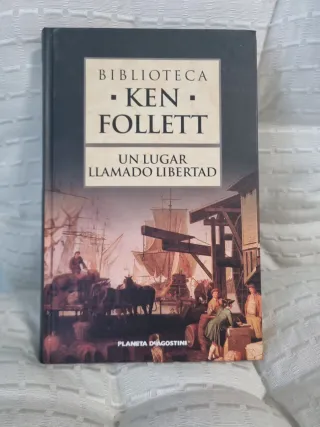 BIBLIOTECA
· KEN ·
FOLLETT
UN LUGAR
LLAMADO LIBERTAD
PLANETA DEAGOSTINI